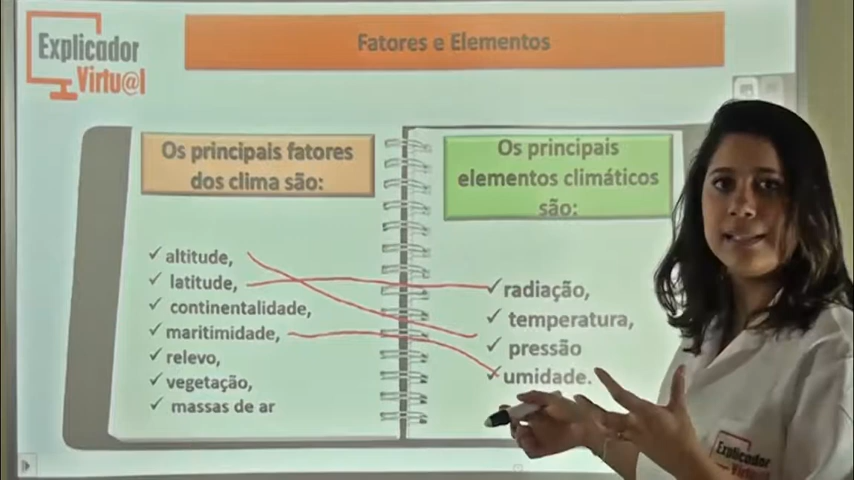 Explicador
Virtu@l
Fatores e Elementos
Os principais fatores
dos clima são:
altitude,
latitude,
continentalidade,
maritimidade,
relevo,
vegetação,
massas de ar
Os principais
elementos climáticos
são:
radiação,
temperatura,
pressão
umidade.
Explicador